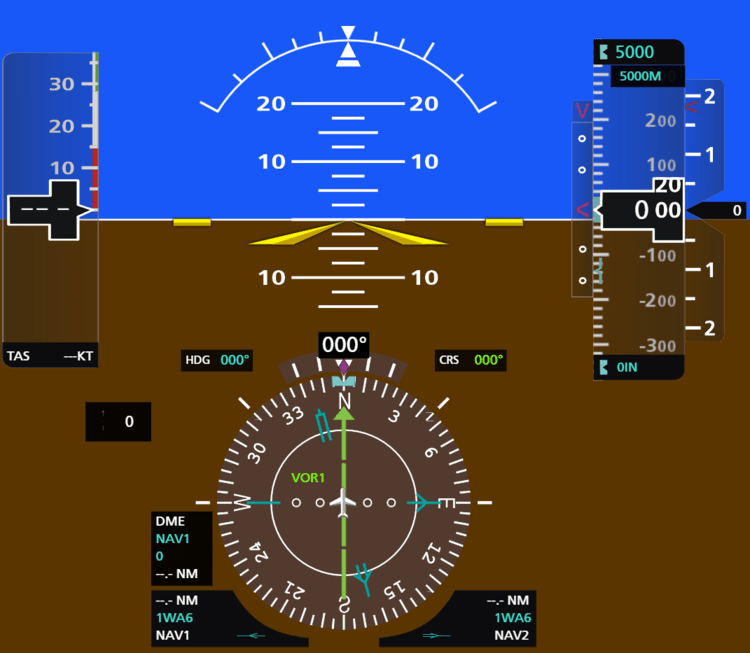 5000
5000M
30
20
10
---
TAS ---KT
20 20
10 10
10 10
200
100
20
0 00
-100
-200
-300
0IN
2
1
0
1
2
000°
HDG 000°
CRS 000°
0
N
3
6
E
12
15
S
21
24
W
30
33
VOR1
DME
NAV1
0
--.- NM
--.- NM
1WA6
NAV1
--.- NM
1WA6
NAV2